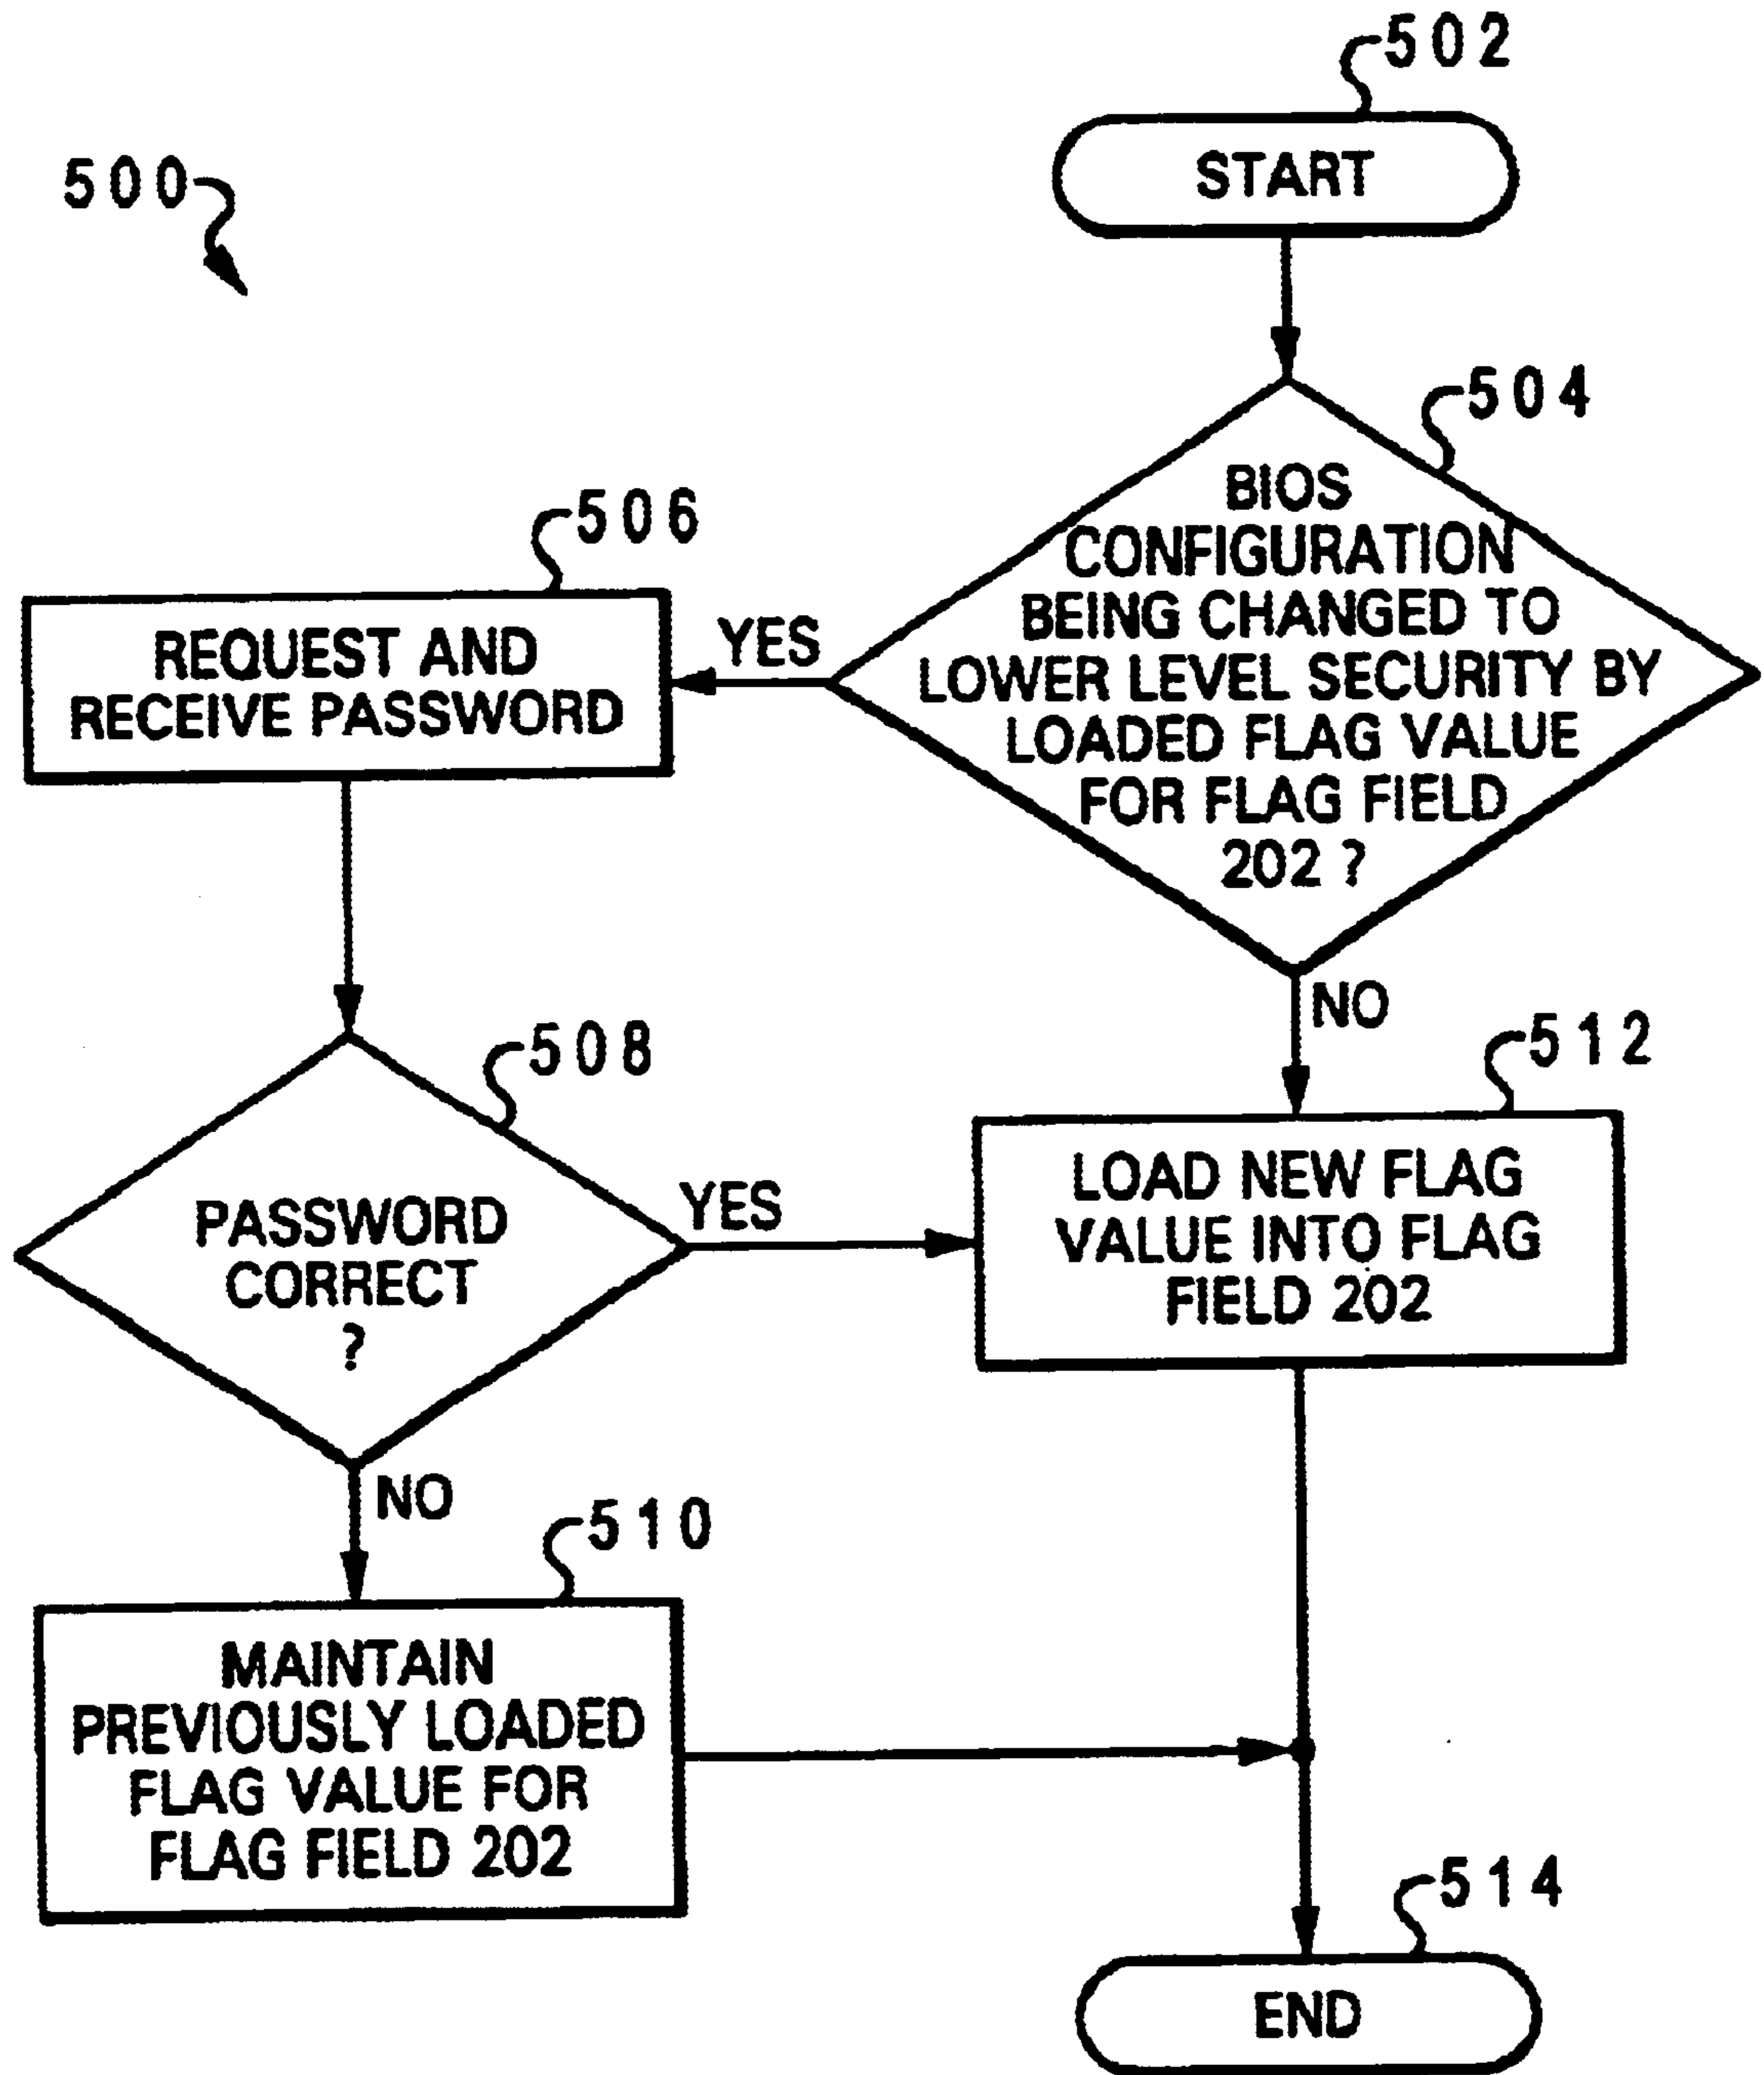 502
START
500
504
BIOS
CONFIGURATION
BEING CHANGED TO
LOWER LEVEL SECURITY BY
LOADED FLAG VALUE
FOR FLAG FIELD
202 ?
506
REQUEST AND
RECEIVE PASSWORD
YES
NO
508
PASSWORD
CORRECT
?
YES
512
LOAD NEW FLAG
VALUE INTO FLAG
FIELD 202
NO
510
MAINTAIN
PREVIOUSLY LOADED
FLAG VALUE FOR
FLAG FIELD 202
514
END